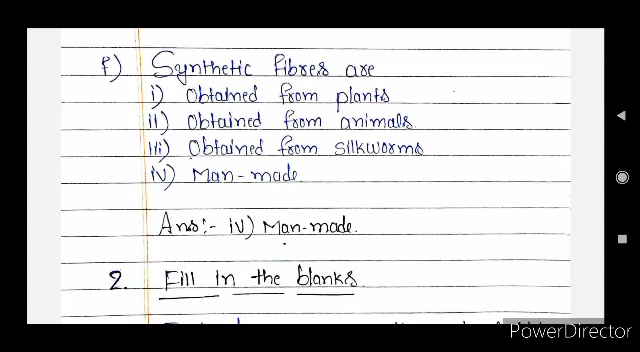 f) Synthetic fibres are
i) Obtained from plants
ii) Obtained from animals.
iii) Obtained from silkworms
iv) Man-made.
Ans:- iv) Man-made.
2. Fill in the blanks
PowerDirector